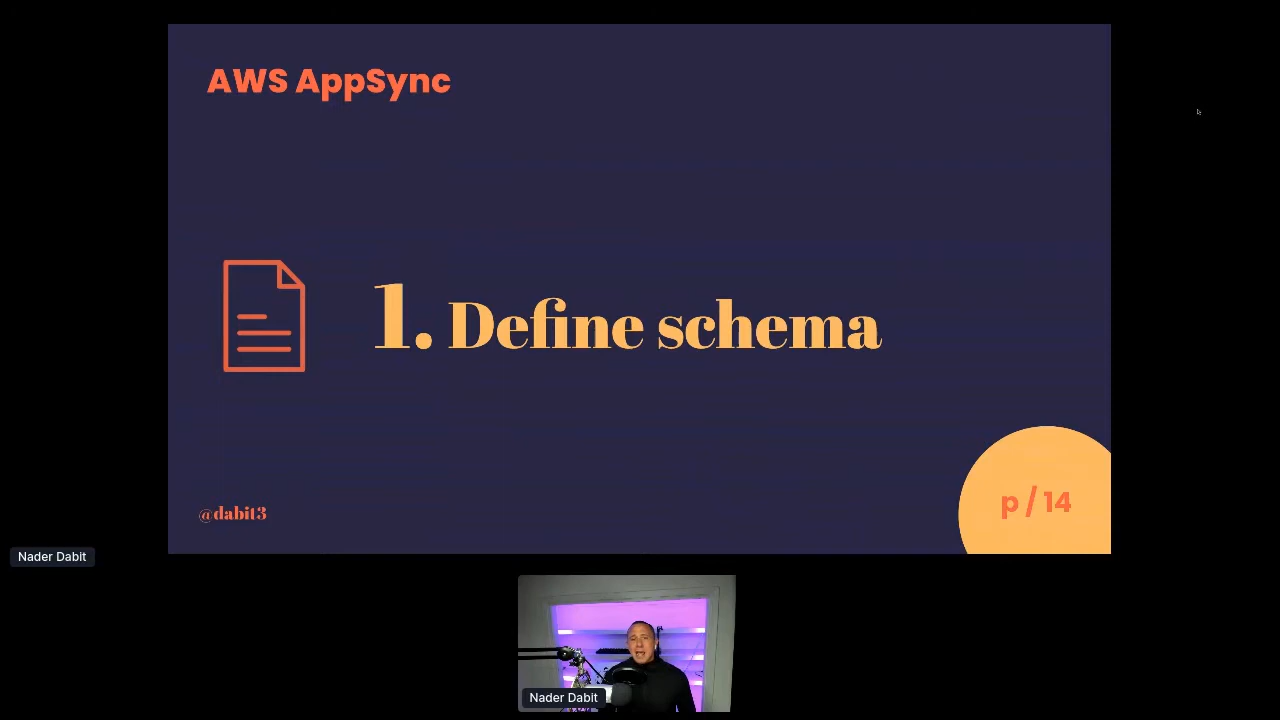 AWS AppSync
1. Define schema
@dabit3
p / 14
Nader Dabit
Nader Dabit